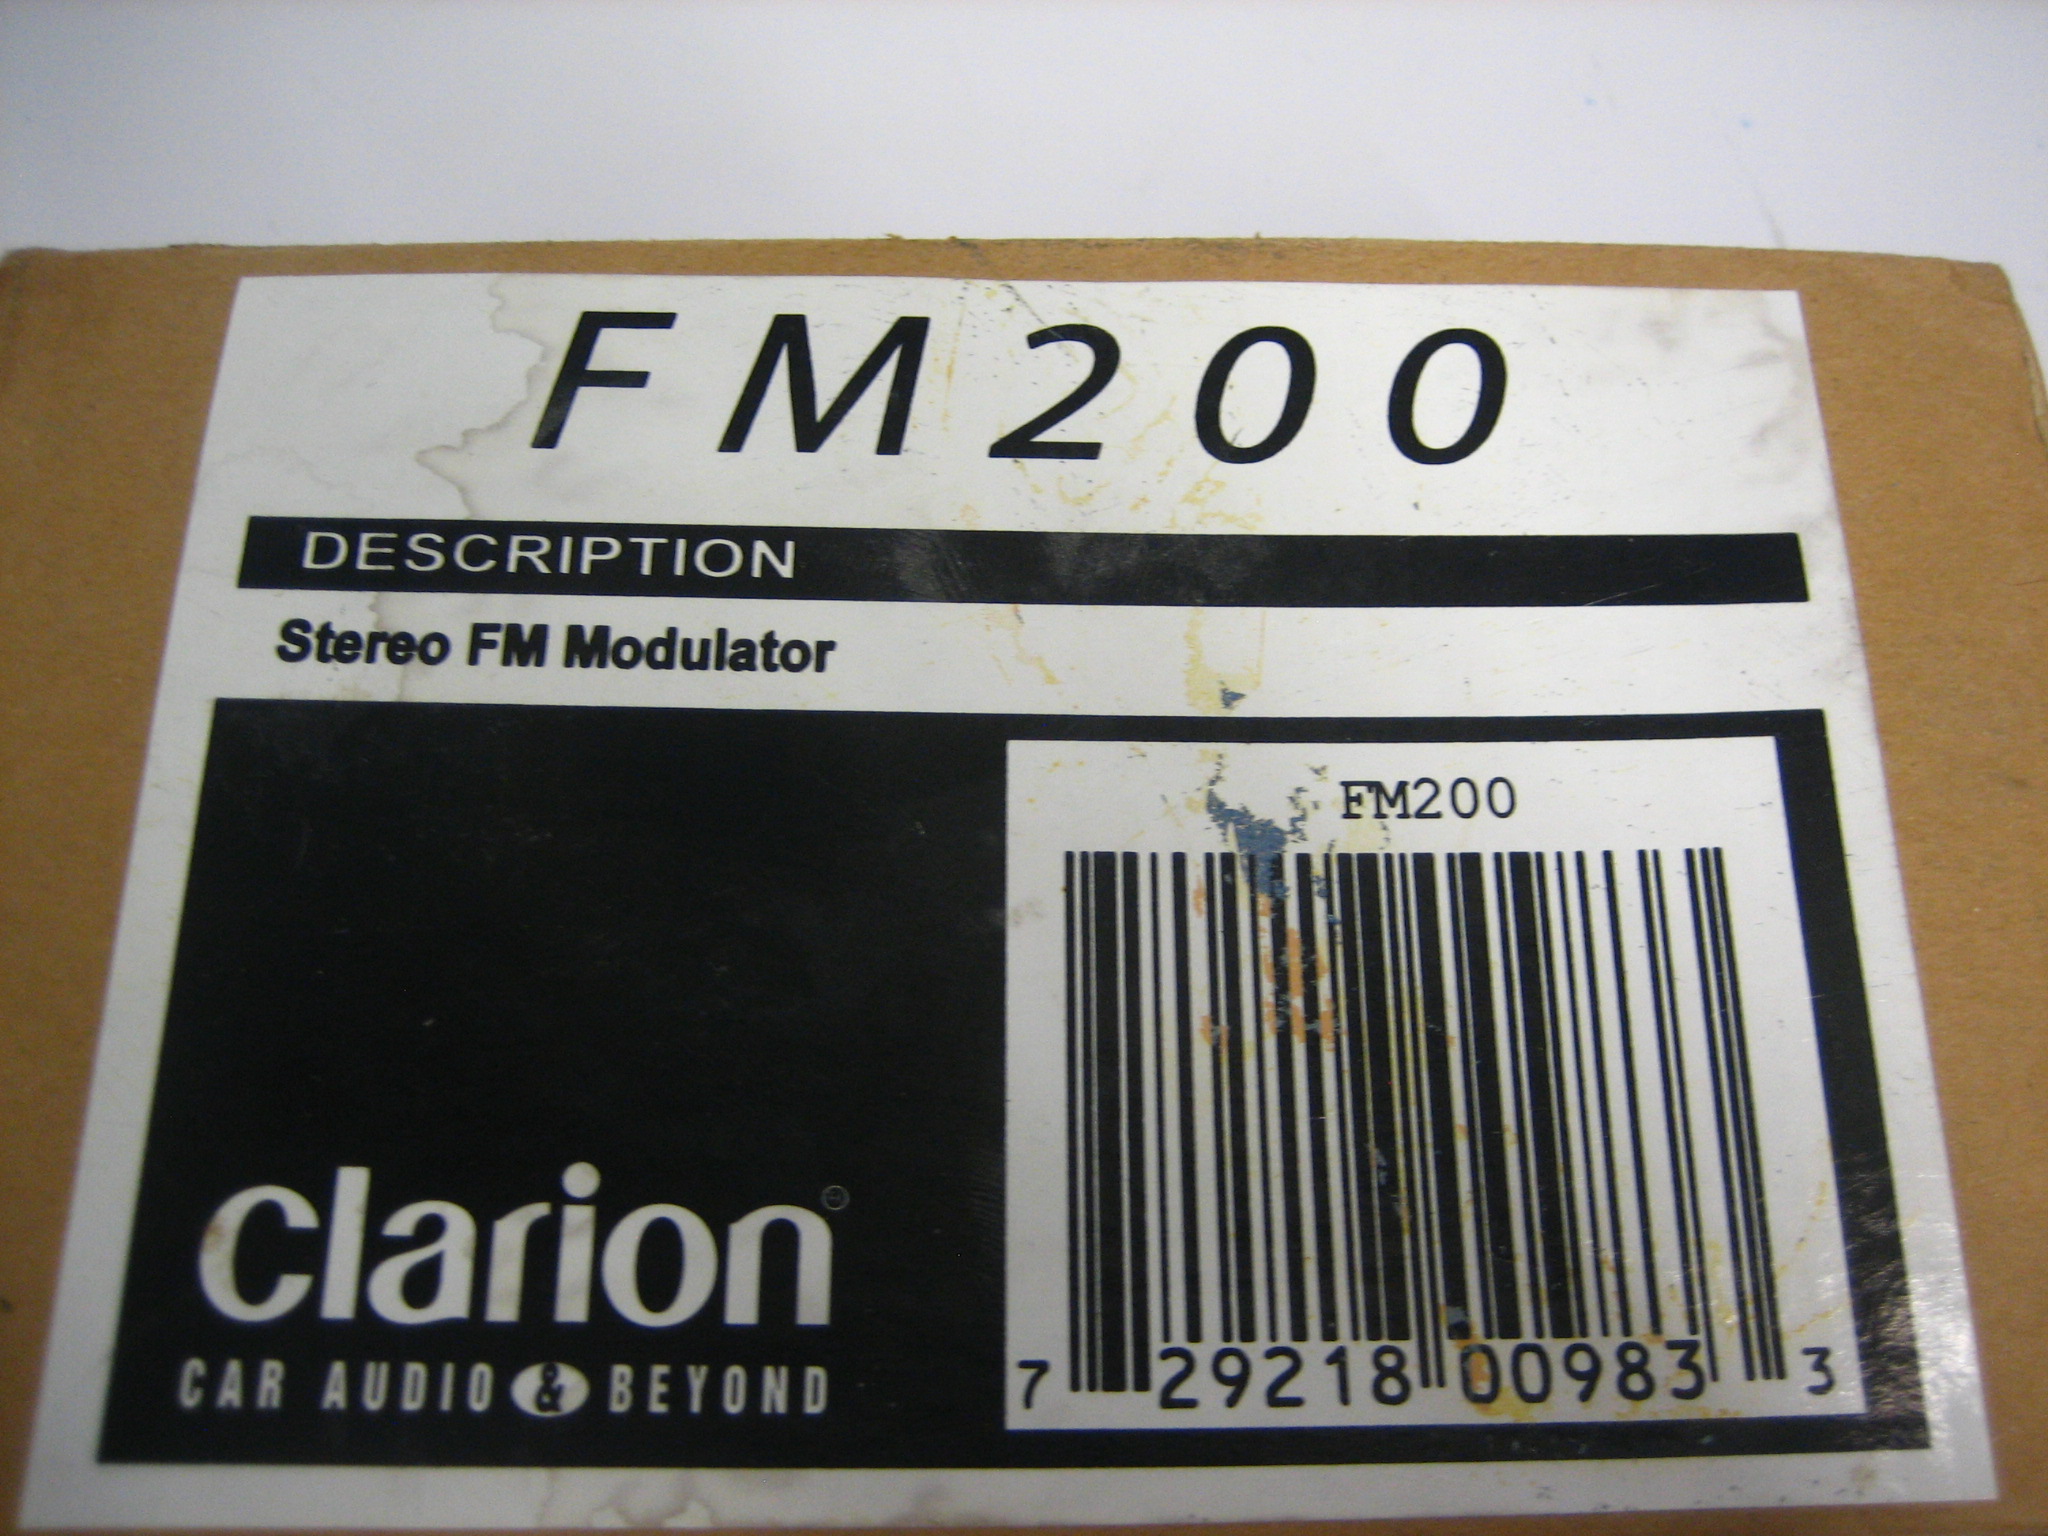 FM200
DESCRIPTION
Stereo FM Modulator
FM200
7 29218 00983 3
clarion®
CAR AUDIO & BEYOND